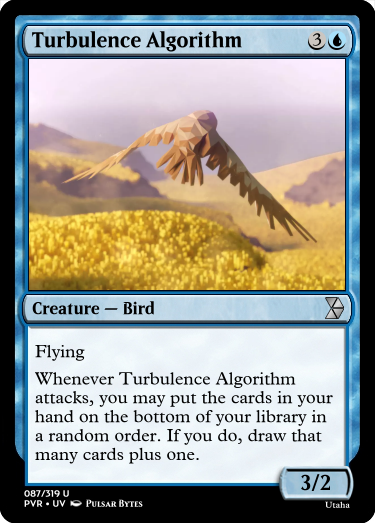 Turbulence Algorithm 3
Creature — Bird
Flying
Whenever Turbulence Algorithm
attacks, you may put the cards in your
hand on the bottom of your library in
a random order. If you do, draw that
many cards plus one.
3/2
087/319 U
PVR • UV Pulsar Bytes
Utaha